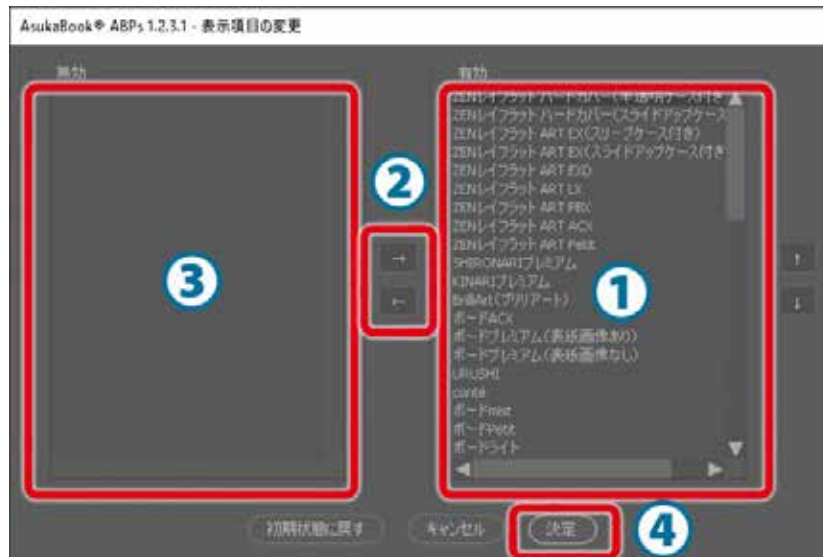 AsukaBook® ABPs 1.2.3.1 - 表示項目の変更
無効
有効
ZENレイフラット ハードカバー(半透明ケース付き
ZENレイフラット ハードカバー(スライドアップケース
ZENレイフラット ART EX(スリーブケース付き)
ZENレイフラット ART EX(スライドアップケース付き
ZENレイフラット ART EXD
ZENレイフラット ART LX
ZENレイフラット ART FBX
ZENレイフラット ART ACX
ZENレイフラット ART Petit
SHIRONARIプレミアム
KINARIプレミアム
BrilliArt(ブリリアート)
ボードACX
ボードプレミアム(表紙画像あり)
ボードプレミアム(表紙画像なし)
URUSHI
conté
ボードmist
ボードPetit
ボードライト
①
②
→
←
③
↑
↓
初期状態に戻す
キャンセル
決定
④